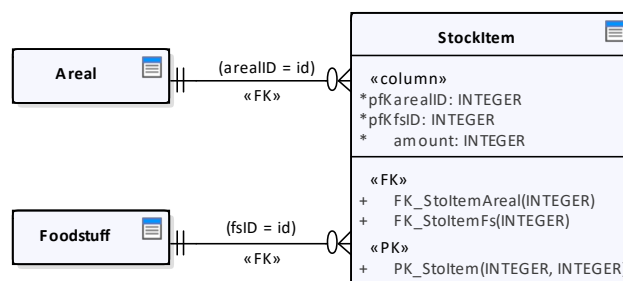 StockItem
Areal
(arealID = id)
«FK»
«column»
*pfKarealID: INTEGER
*pfKfsID: INTEGER
* amount: INTEGER
«FK»
+ FK_StoItemAreal(INTEGER)
+ FK_StoItemFs(INTEGER)
«PK»
+ PK_StoItem(INTEGER, INTEGER)
Foodstuff
(fsID = id)
«FK»